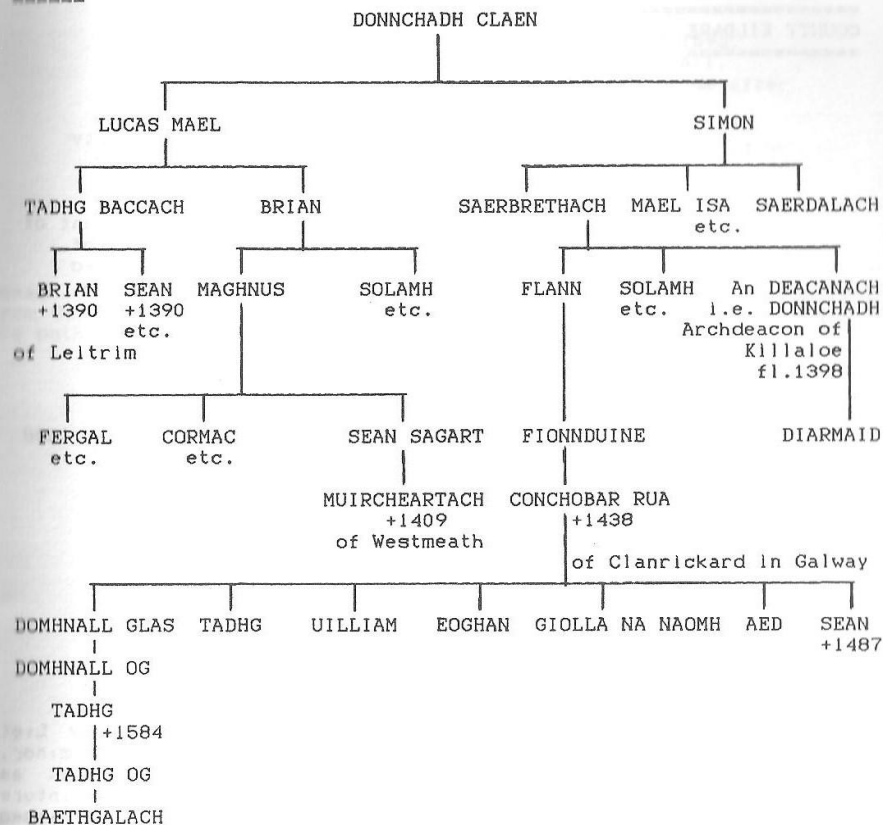 DONNCHADH CLAEN
LUCAS MAEL SIMON
TADHG BACCACH BRIAN SAERBRETHACH MAEL ISA SAERDALACH
etc.
BRIAN SEAN MAGHNUS SOLAMH FLANN SOLAMH An DEACANACH
+1390 +1390 etc. etc. i.e. DONNCHADH
etc. Archdeacon of
of Leitrim Killaloe
fl.1398
FERGAL CORMAC SEAN SAGART FIONNDUINE DIARMAID
etc. etc.
MUIRCHEARTACH CONCHOBAR RUA
+1409 +1438
of Westmeath
of Clanrickard in Galway
DOMHNALL GLAS TADHG UILLIAM EOGHAN GIOLLA NA NAOMH AED SEAN
+1487
DOMHNALL OG
TADHG
+1584
TADHG OG
BAETHGALACH